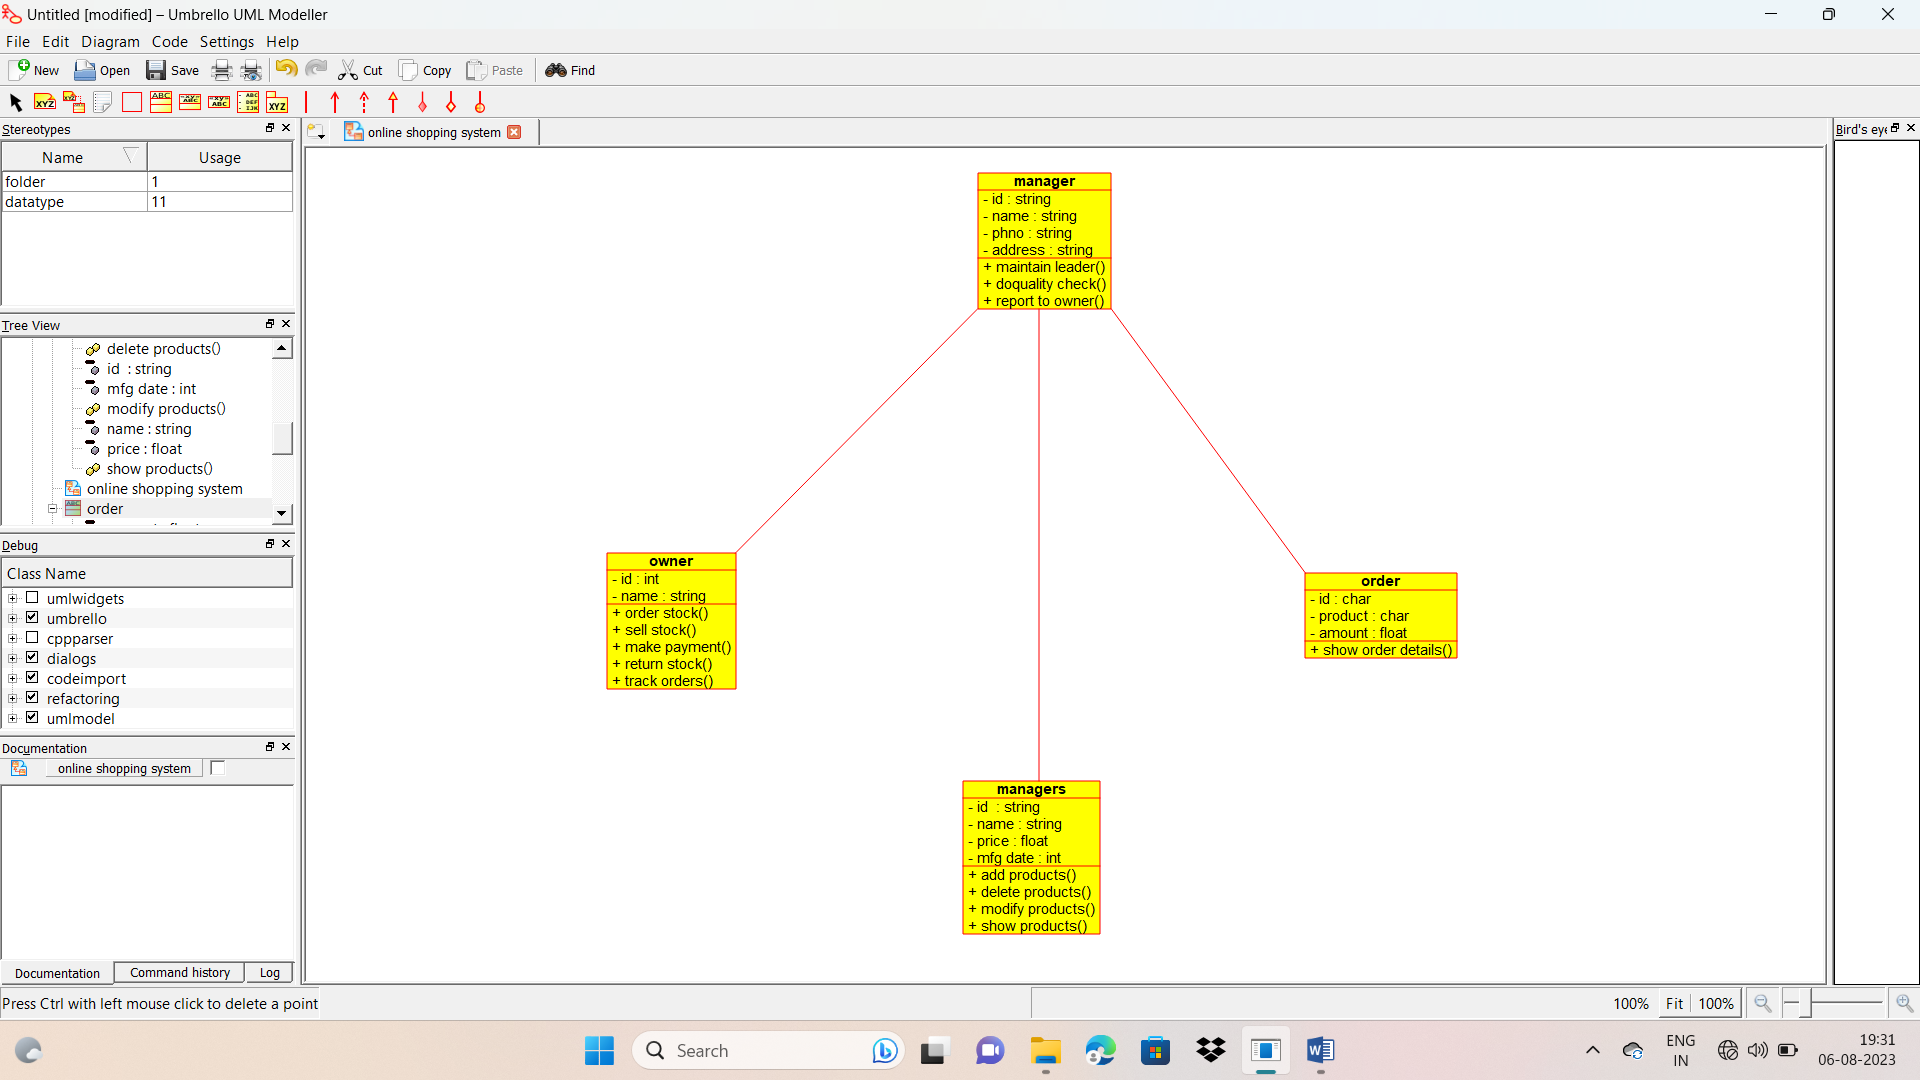 Untitled [modified] – Umbrello UML Modeller
File Edit Diagram Code Settings Help
New Open Save Cut Copy Paste Find
Stereotypes
Name Usage
folder 1
datatype 11
Tree View
delete products()
id : string
mfg date : int
modify products()
name : string
price : float
show products()
online shopping system
order
Debug
Class Name
umlwidgets
umbrello
cppparser
dialogs
codeimport
refactoring
umlmodel
Documentation
online shopping system
Documentation Command history Log
Press Ctrl with left mouse click to delete a point
online shopping system
manager
- id : string
- name : string
- phno : string
- address : string
+ maintain leader()
+ doquality check()
+ report to owner()
owner
- id : int
- name : string
+ order stock()
+ sell stock()
+ make payment()
+ return stock()
+ track orders()
order
- id : char
- product : char
- amount : float
+ show order details()
managers
- id : string
- name : string
- price : float
- mfg date : int
+ add products()
+ delete products()
+ modify products()
+ show products()
Bird's eye
100% Fit 100%
Search
ENG
IN
19:31
06-08-2023